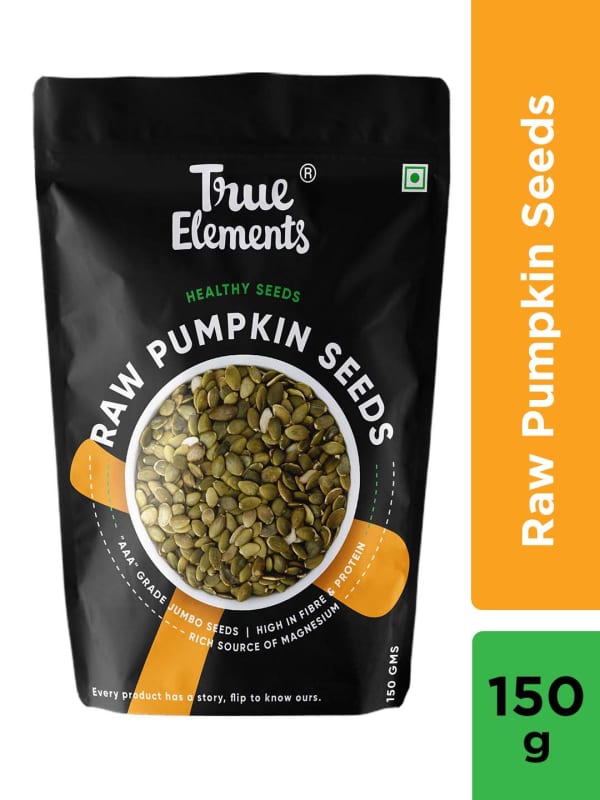 True ®
Elements
HEALTHY SEEDS
RAW PUMPKIN SEEDS
"AAA" GRADE JUMBO SEEDS | HIGH IN FIBRE & PROTEIN
RICH SOURCE OF MAGNESIUM
Every product has a story, flip to know ours.
150 GMS
Raw Pumpkin Seeds
150
g